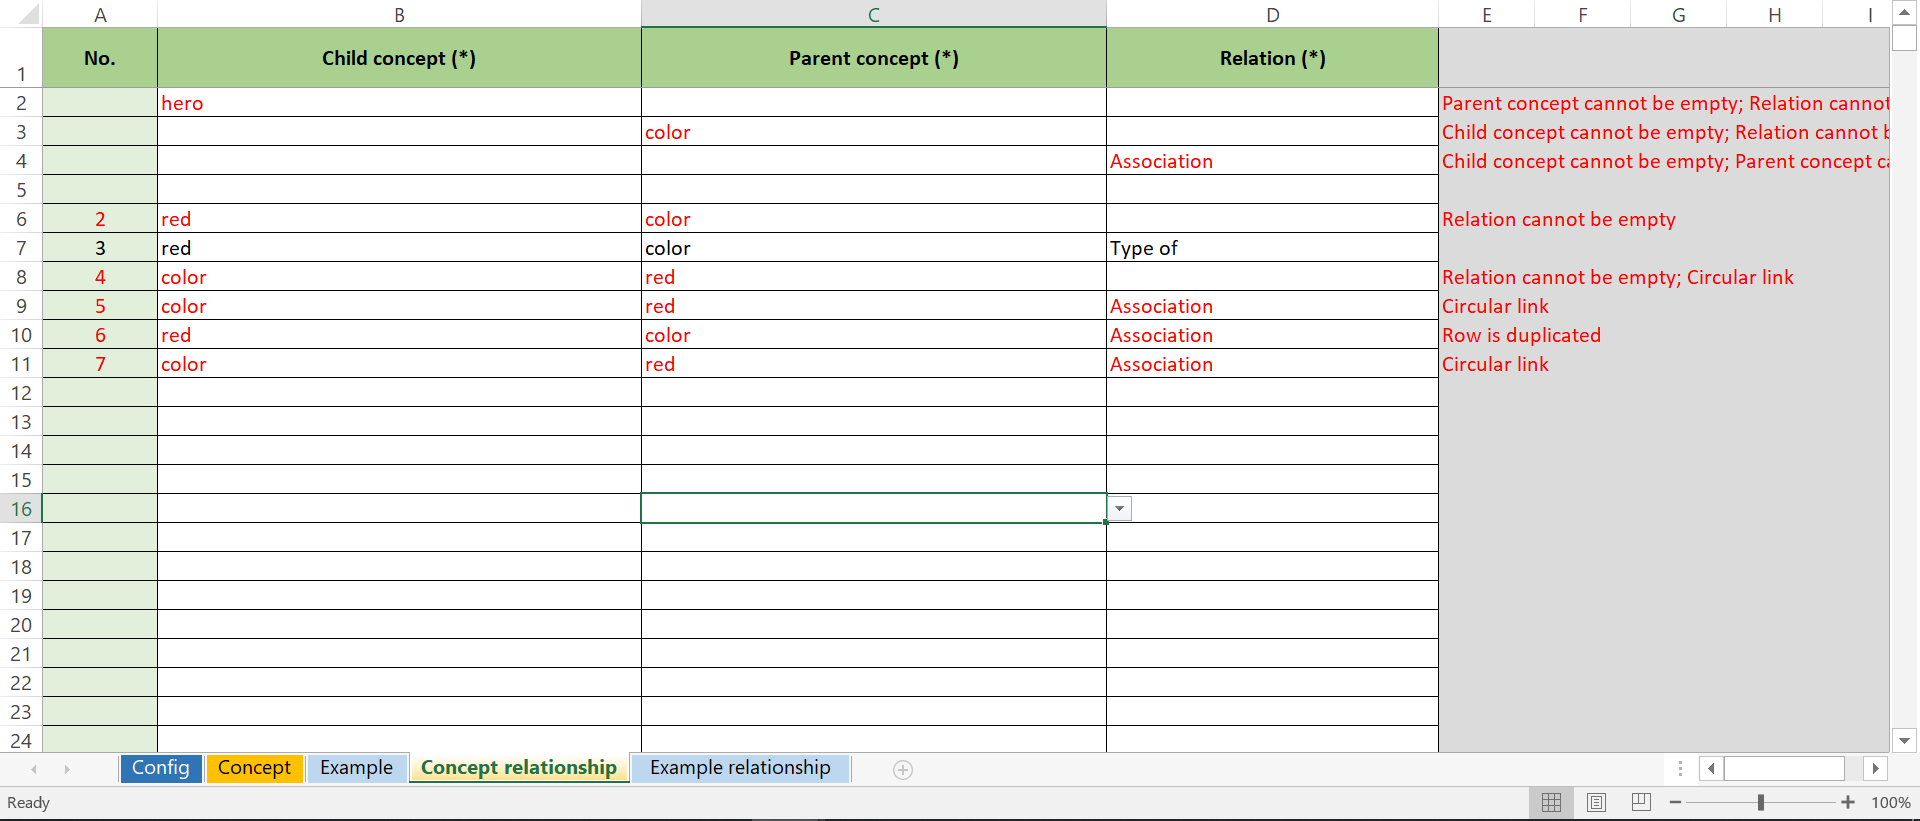 A B C D E F G H I
1 No. Child concept (*) Parent concept (*) Relation (*)
2 hero Parent concept cannot be empty; Relation cannot
3 color Child concept cannot be empty; Relation cannot
4 Association Child concept cannot be empty; Parent concept
5
6 2 red color Relation cannot be empty
7 3 red color Type of
8 4 color red Relation cannot be empty; Circular link
9 5 color red Association Circular link
10 6 red color Association Row is duplicated
11 7 color red Association Circular link
12
13
14
15
16
17
18
19
20
21
22
23
24
Config Concept Example Concept relationship Example relationship
Ready 100%